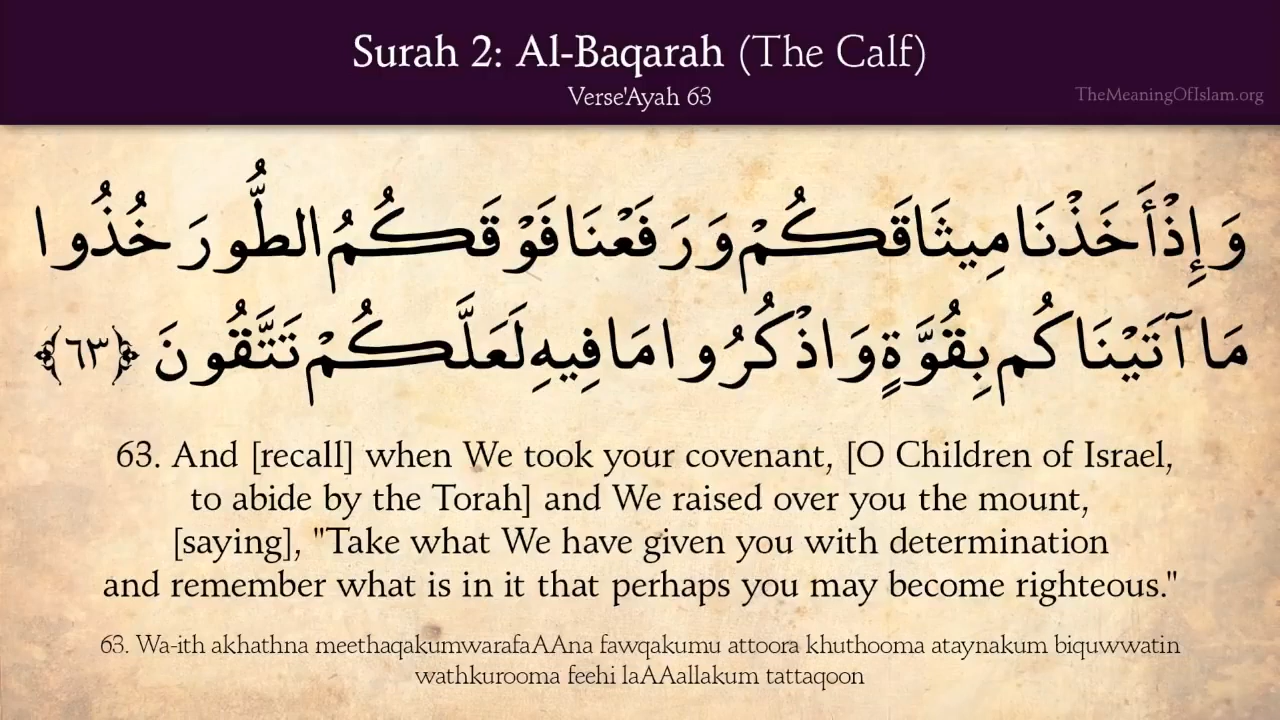 Surah 2: Al-Baqarah (The Calf)
Verse'Ayah 63
TheMeaningOfIslam.org
وَإِذْ أَخَذْنَا مِيثَاقَكُمْ وَرَفَعْنَا فَوْقَكُمُ الطُّورَ خُذُوا
مَا آتَيْنَاكُم بِقُوَّةٍ وَاذْكُرُوا مَا فِيهِ لَعَلَّكُمْ تَتَّقُونَ ﴿٦٣﴾
63. And [recall] when We took your covenant, [O Children of Israel,
to abide by the Torah] and We raised over you the mount,
[saying], "Take what We have given you with determination
and remember what is in it that perhaps you may become righteous."
63. Wa-ith akhathna meethaqakumwarafaAAna fawqakumu attoora khuthooma ataynakum biquwwatin
wathkurooma feehi laAAallakum tattaqoon